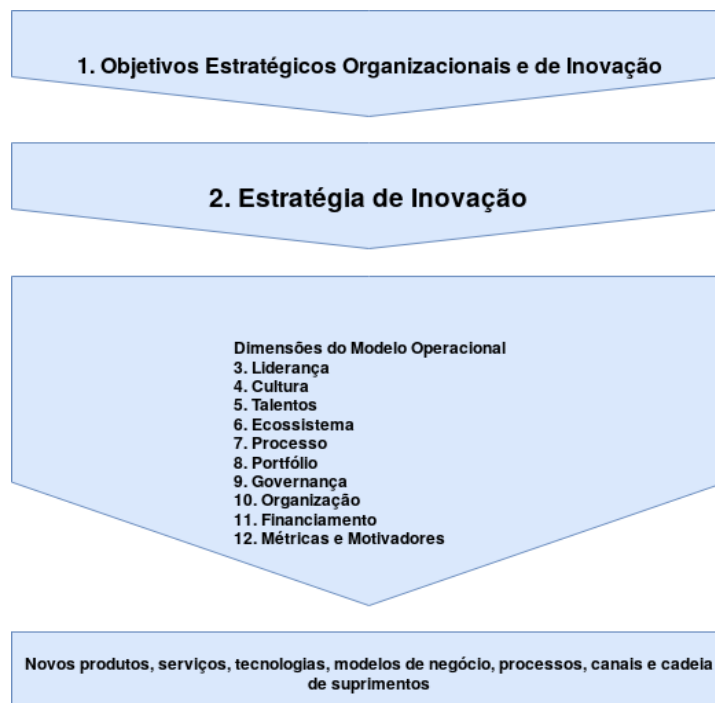 1. Objetivos Estratégicos Organizacionais e de Inovação
2. Estratégia de Inovação
Dimensões do Modelo Operacional
3. Liderança
4. Cultura
5. Talentos
6. Ecossistema
7. Processo
8. Portfólio
9. Governança
10. Organização
11. Financiamento
12. Métricas e Motivadores
Novos produtos, serviços, tecnologias, modelos de negócio, processos, canais e cadeia
de suprimentos